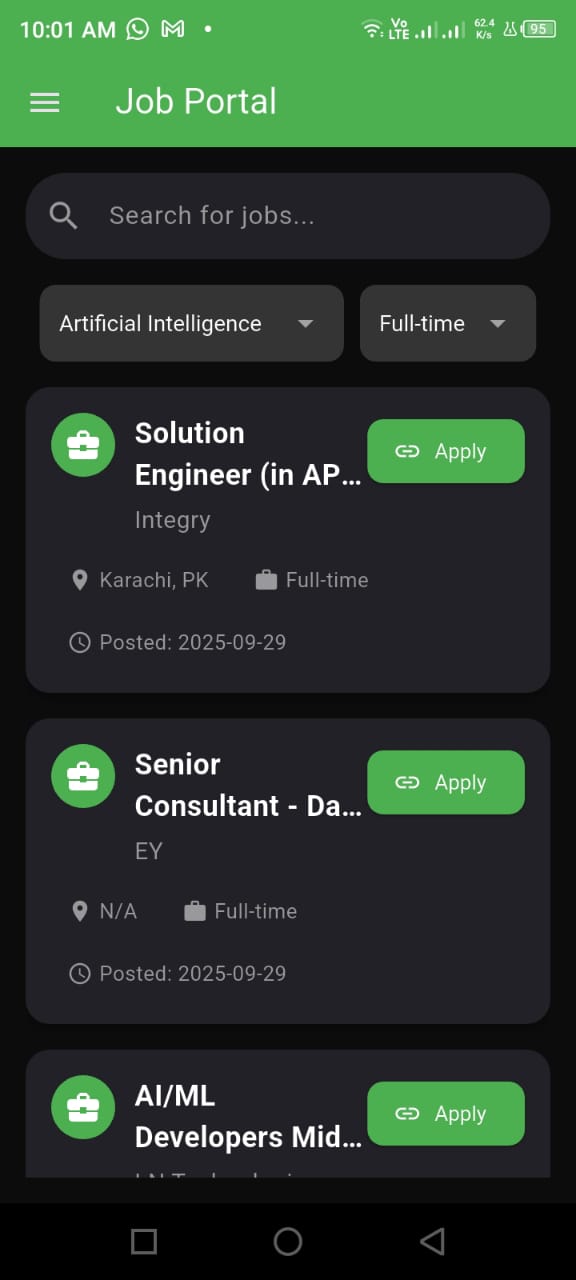 10:01 AM
Vo LTE
62.4 K/s
95
Job Portal
Search for jobs...
Artificial Intelligence
Full-time
Solution
Engineer (in AP...
Apply
Integry
Karachi, PK
Full-time
Posted: 2025-09-29
Senior
Consultant - Da...
Apply
EY
N/A
Full-time
Posted: 2025-09-29
AI/ML
Developers Mid...
Apply